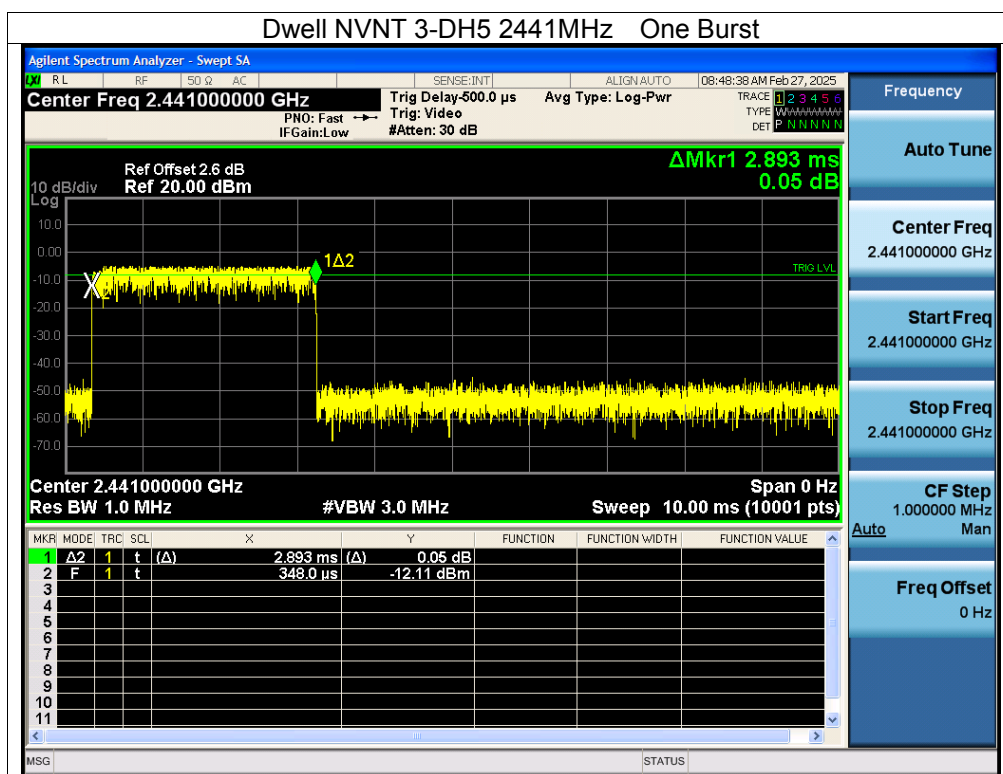 Dwell NVNT 3-DH5 2441MHz One Burst
Agilent Spectrum Analyzer - Swept SA
LXI RL RF 50 Ω AC SENSE:INT ALIGN AUTO 08:48:38 AM Feb 27, 2025
Center Freq 2.441000000 GHz Trig Delay-500.0 µs Avg Type: Log-Pwr TRACE 1 2 3 4 5 6
PNO: Fast Trig: Video TYPE WWWWWW
IFGain:Low #Atten: 30 dB DET P N N N N N
Ref Offset 2.6 dB ΔMkr1 2.893 ms
10 dB/div Ref 20.00 dBm 0.05 dB
Log
10.0
0.00
1Δ2
TRIG LVL
-10.0
2
-20.0
-30.0
-40.0
-50.0
-60.0
-70.0
Center 2.441000000 GHz Span 0 Hz
Res BW 1.0 MHz #VBW 3.0 MHz Sweep 10.00 ms (10001 pts)
MKR MODE TRC SCL X Y FUNCTION FUNCTION WIDTH FUNCTION VALUE
1 Δ2 1 t (Δ) 2.893 ms (Δ) 0.05 dB
2 F 1 t 348.0 µs -12.11 dBm
3
4
5
6
7
8
9
10
11
MSG STATUS
Frequency
Auto Tune
Center Freq
2.441000000 GHz
Start Freq
2.441000000 GHz
Stop Freq
2.441000000 GHz
CF Step
1.000000 MHz
Auto Man
Freq Offset
0 Hz